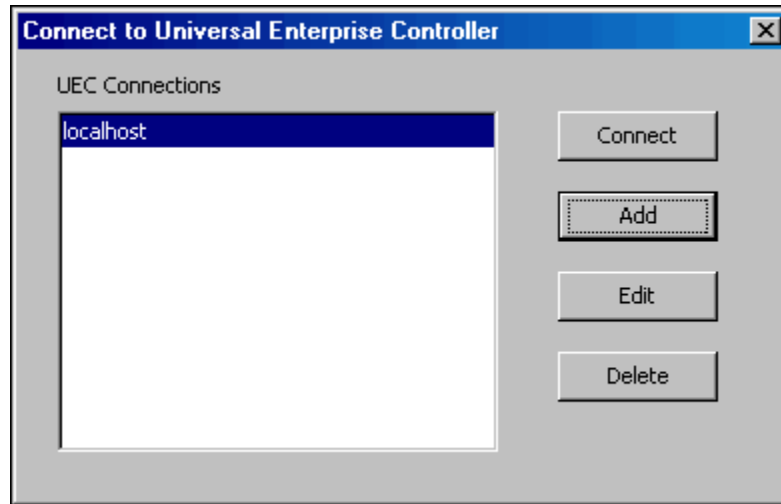 Connect to Universal Enterprise Controller
UEC Connections
localhost
Connect
Add
Edit
Delete